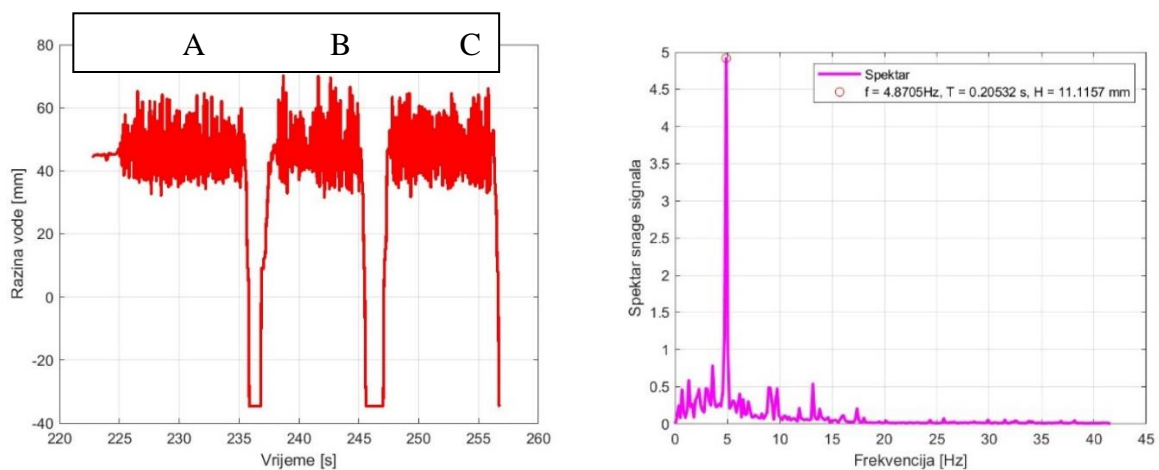 A B C
80
60
40
20
0
-20
-40
220 225 230 235 240 245 250 255 260
Vrijeme [s]
Razina vode [mm]
5
4.5
4
3.5
3
2.5
2
1.5
1
0.5
0
0 5 10 15 20 25 30 35 40 45
Frekvencija [Hz]
Spektar snage signala
Spektar
f = 4.8705Hz, T = 0.20532 s, H = 11.1157 mm